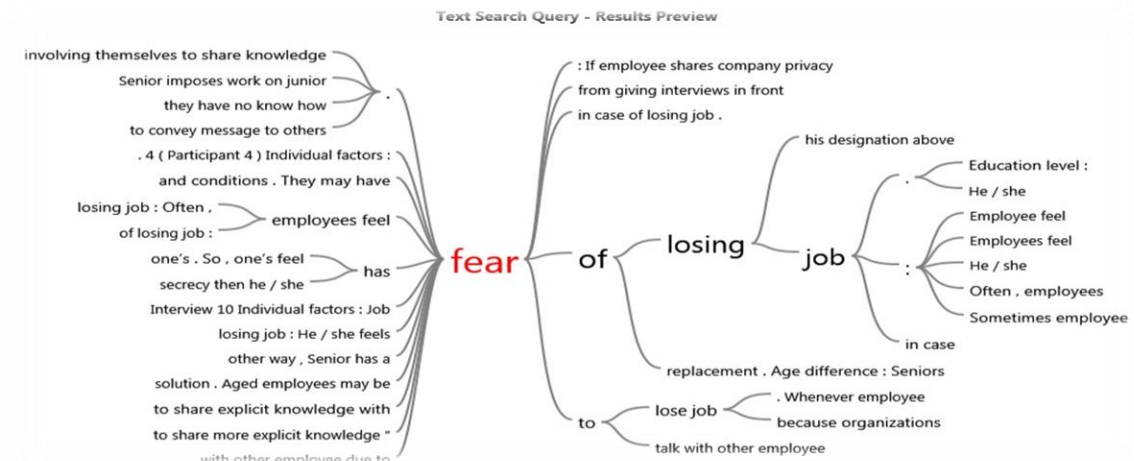 Text Search Query - Results Preview
involving themselves to share knowledge
Senior imposes work on junior
they have no know how
to convey message to others
.
. 4 ( Participant 4 ) Individual factors :
and conditions . They may have
losing job : Often ,
of losing job :
employees feel
one's . So , one's feel
secrecy then he / she
has
Interview 10 Individual factors : Job
losing job : He / she feels
other way , Senior has a
solution . Aged employees may be
to share explicit knowledge with
to share more explicit knowledge "
with other employee due to
fear
: If employee shares company privacy
from giving interviews in front
in case of losing job .
of
losing
his designation above
job
.
Education level :
He / she
:
Employee feel
Employees feel
He / she
Often , employees
Sometimes employee
in case
replacement . Age difference : Seniors
to
lose job
. Whenever employee
because organizations
talk with other employee